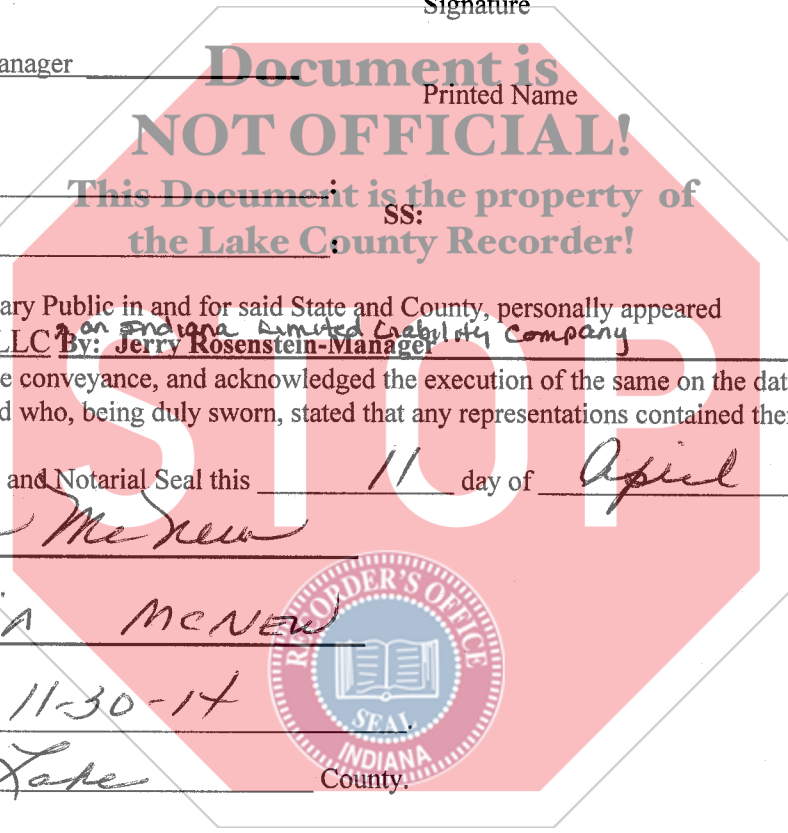 Signature
anager
Document is
Printed Name
NOT OFFICIAL!
This Document is the property of
SS:
the Lake County Recorder!
ary Public in and for said State and County, personally appeared
, an Indiana Limited Liability Company
LLC By: Jerry Rosenstein-Manager
e conveyance, and acknowledged the execution of the same on the dat
d who, being duly sworn, stated that any representations contained the
STOP
and Notarial Seal this 11 day of April
McNew
A McNEW
RECORDER'S OFFICE
11-30-14
SEAL
INDIANA
Lake County.